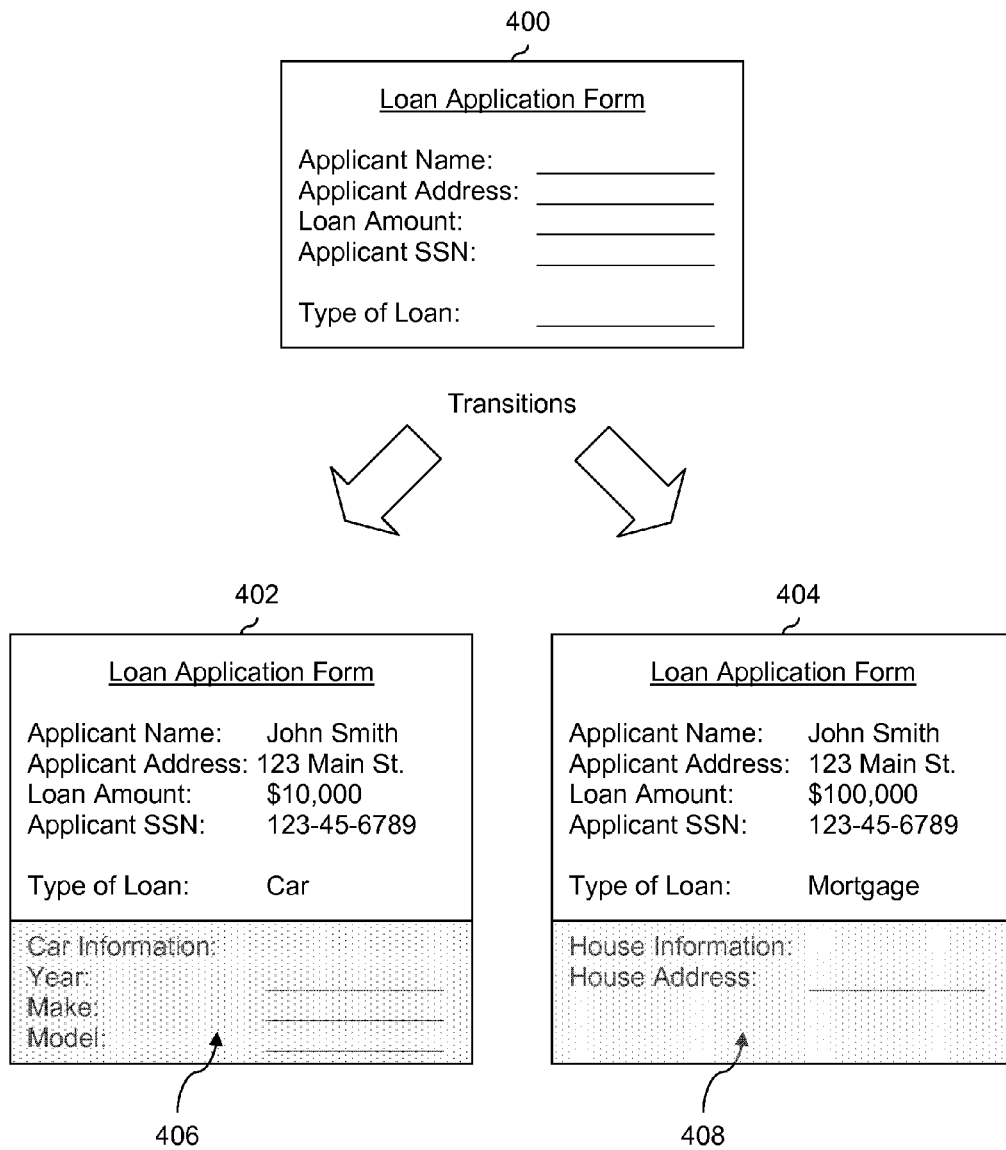 400
Loan Application Form
Applicant Name:
Applicant Address:
Loan Amount:
Applicant SSN:
Type of Loan:
Transitions
402
Loan Application Form
Applicant Name: John Smith
Applicant Address: 123 Main St.
Loan Amount: $10,000
Applicant SSN: 123-45-6789
Type of Loan: Car
Car Information:
Year:
Make:
Model:
406
404
Loan Application Form
Applicant Name: John Smith
Applicant Address: 123 Main St.
Loan Amount: $100,000
Applicant SSN: 123-45-6789
Type of Loan: Mortgage
House Information:
House Address:
408